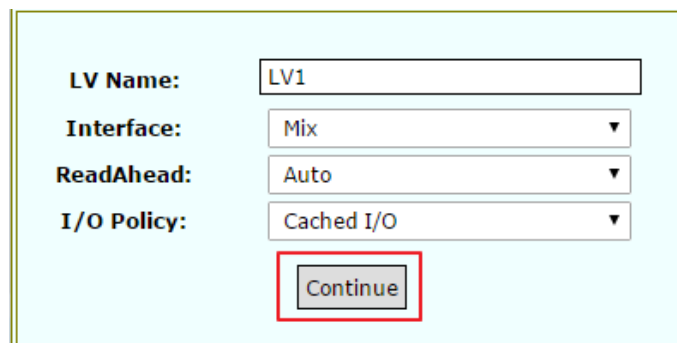 LV Name: LV1
Interface: Mix
ReadAhead: Auto
I/O Policy: Cached I/O
Continue